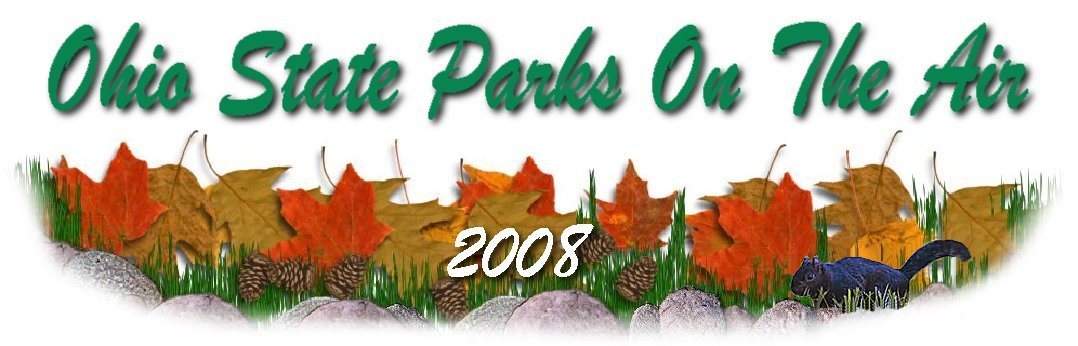 Ohio State Parks On The Air
2008